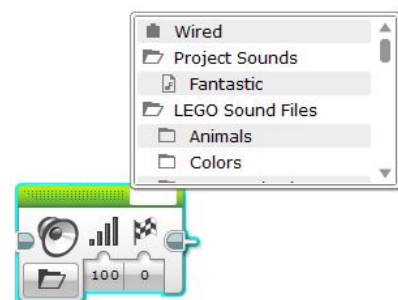 Wired
Project Sounds
Fantastic
LEGO Sound Files
Animals
Colors
100 0